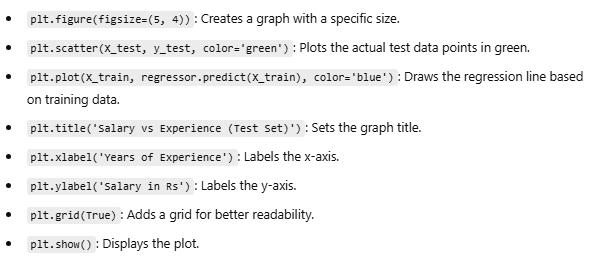 plt.figure(figsize=(5, 4)) : Creates a graph with a specific size.
plt.scatter(X_test, y_test, color='green') : Plots the actual test data points in green.
plt.plot(X_train, regressor.predict(X_train), color='blue') : Draws the regression line based
on training data.
plt.title('Salary vs Experience (Test Set)') : Sets the graph title.
plt.xlabel('Years of Experience') : Labels the x-axis.
plt.ylabel('Salary in Rs') : Labels the y-axis.
plt.grid(True) : Adds a grid for better readability.
plt.show() : Displays the plot.